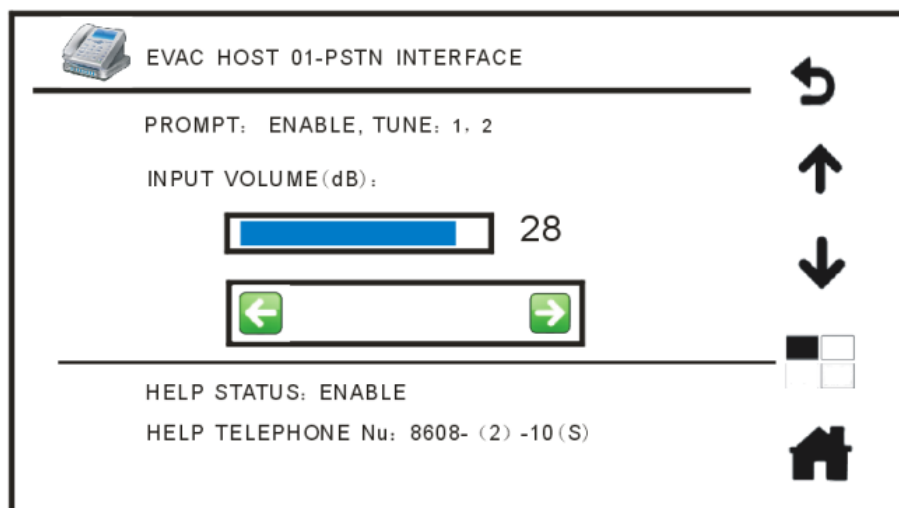 EVAC HOST 01-PSTN INTERFACE
PROMPT: ENABLE, TUNE: 1, 2
INPUT VOLUME(dB):
28
HELP STATUS: ENABLE
HELP TELEPHONE Nu: 8608-（2）-10(S)